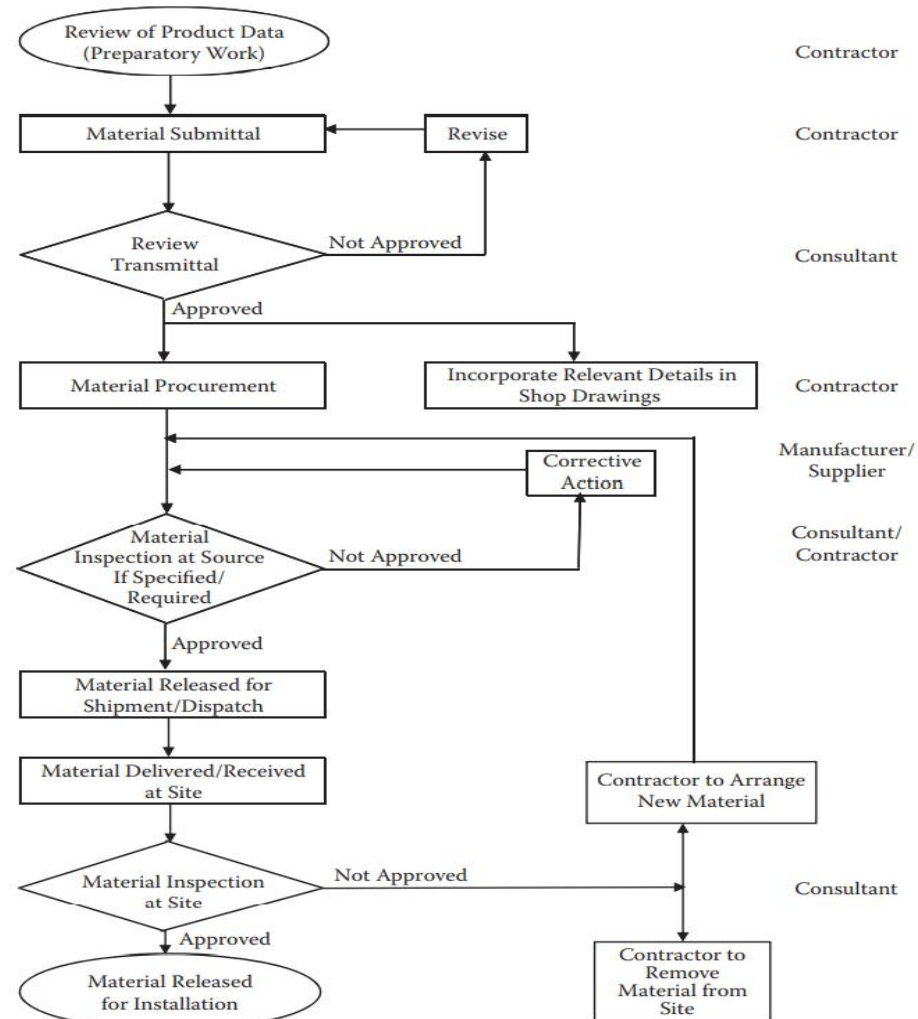 Review of Product Data
(Preparatory Work)
Contractor
Material Submittal
Revise
Contractor
Review
Transmittal
Not Approved
Consultant
Approved
Material Procurement
Incorporate Relevant Details in
Shop Drawings
Contractor
Manufacturer/
Supplier
Corrective
Action
Material
Inspection at Source
If Specified/
Required
Not Approved
Consultant/
Contractor
Approved
Material Released for
Shipment/Dispatch
Material Delivered/Received
at Site
Contractor to Arrange
New Material
Material Inspection
at Site
Not Approved
Consultant
Approved
Material Released
for Installation
Contractor to
Remove
Material from
Site